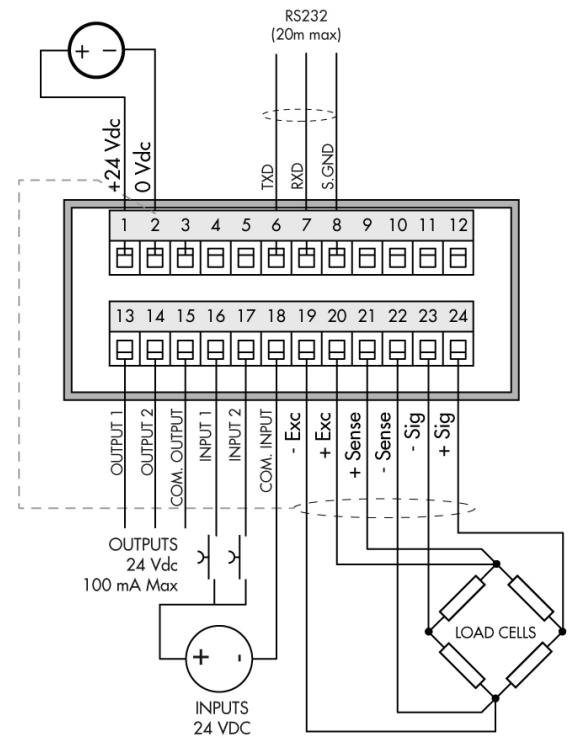 RS232
(20m max)
+ −
+24 Vdc
0 Vdc
TXD
RXD
S.GND
1 2 3 4 5 6 7 8 9 10 11 12
13 14 15 16 17 18 19 20 21 22 23 24
OUTPUT 1
OUTPUT 2
COM. OUTPUT
INPUT 1
INPUT 2
COM. INPUT
- Exc
+ Exc
+ Sense
- Sense
- Sig
+ Sig
OUTPUTS
24 Vdc
100 mA Max
LOAD CELLS
+ -
INPUTS
24 VDC